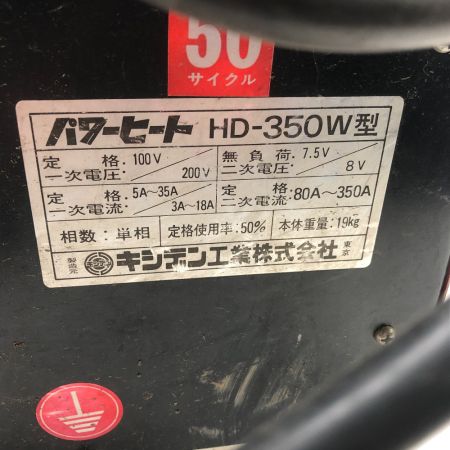 50
サイクル
パワーヒート HD-350W型
定格一次電圧:100V/200V
無負荷二次電圧:7.5V/8V
定格一次電流:5A〜35A/3A〜18A
定格二次電流:80A〜350A
相数:単相 定格使用率:50% 本体重量:19kg
製造元 キシデン工業株式会社 東京